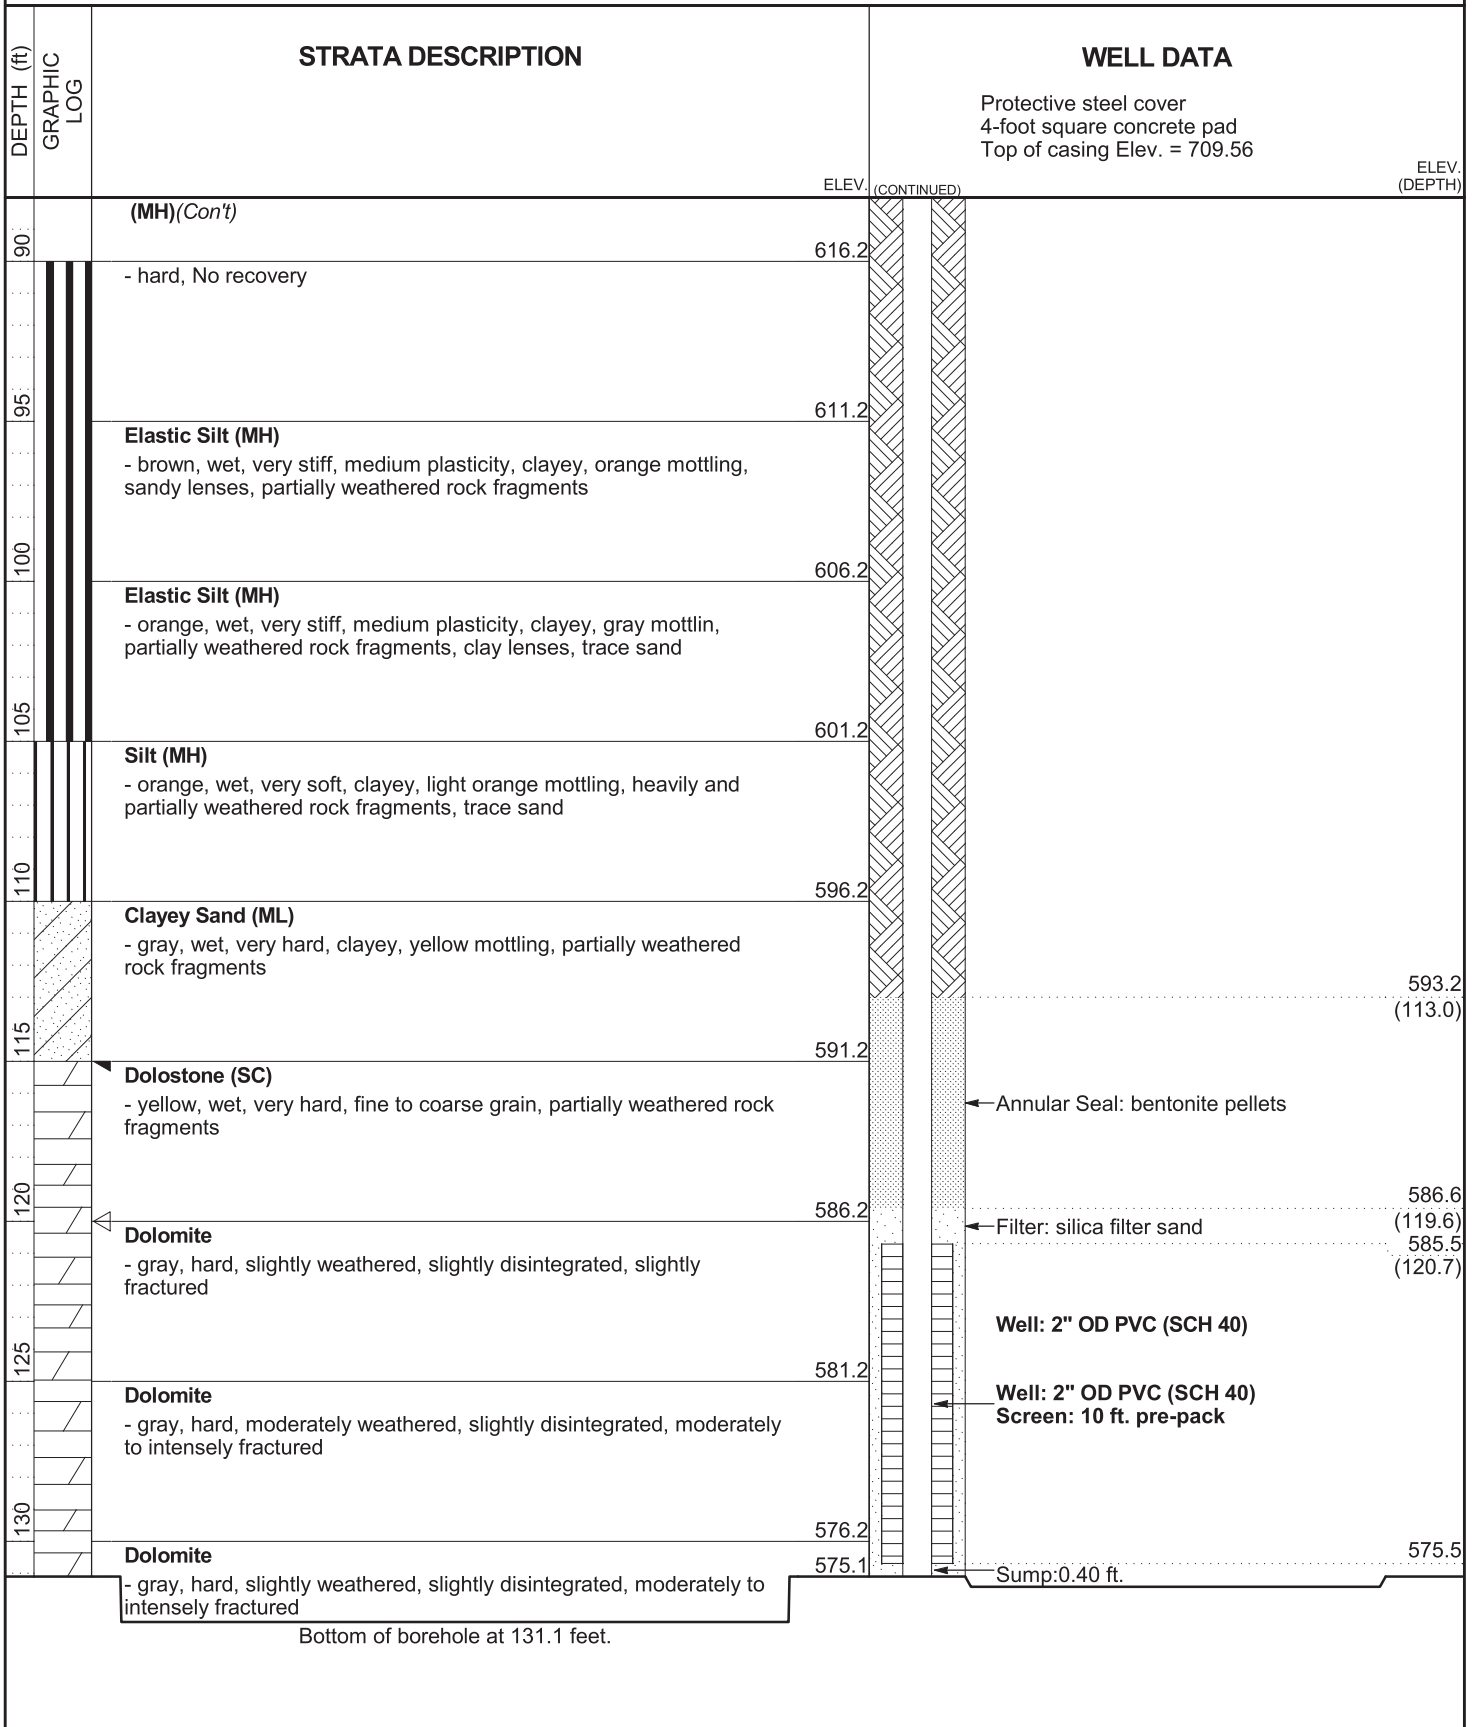 DEPTH (ft)
GRAPHIC
LOG
STRATA DESCRIPTION
ELEV.
WELL DATA
Protective steel cover
4-foot square concrete pad
Top of casing Elev. = 709.56
(CONTINUED)
ELEV.
(DEPTH)
(MH)(Con't)
90
616.2
- hard, No recovery
95
611.2
Elastic Silt (MH)
- brown, wet, very stiff, medium plasticity, clayey, orange mottling,
sandy lenses, partially weathered rock fragments
100
606.2
Elastic Silt (MH)
- orange, wet, very stiff, medium plasticity, clayey, gray mottlin,
partially weathered rock fragments, clay lenses, trace sand
105
601.2
Silt (MH)
- orange, wet, very soft, clayey, light orange mottling, heavily and
partially weathered rock fragments, trace sand
110
596.2
Clayey Sand (ML)
- gray, wet, very hard, clayey, yellow mottling, partially weathered
rock fragments
593.2
(113.0)
115
591.2
Dolostone (SC)
- yellow, wet, very hard, fine to coarse grain, partially weathered rock
fragments
Annular Seal: bentonite pellets
120
586.2
586.6
(119.6)
Filter: silica filter sand
585.5
(120.7)
Dolomite
- gray, hard, slightly weathered, slightly disintegrated, slightly
fractured
Well: 2" OD PVC (SCH 40)
125
581.2
Dolomite
- gray, hard, moderately weathered, slightly disintegrated, moderately
to intensely fractured
Well: 2" OD PVC (SCH 40)
Screen: 10 ft. pre-pack
130
576.2
575.5
Dolomite
575.1
- gray, hard, slightly weathered, slightly disintegrated, moderately to
intensely fractured
Sump:0.40 ft.
Bottom of borehole at 131.1 feet.